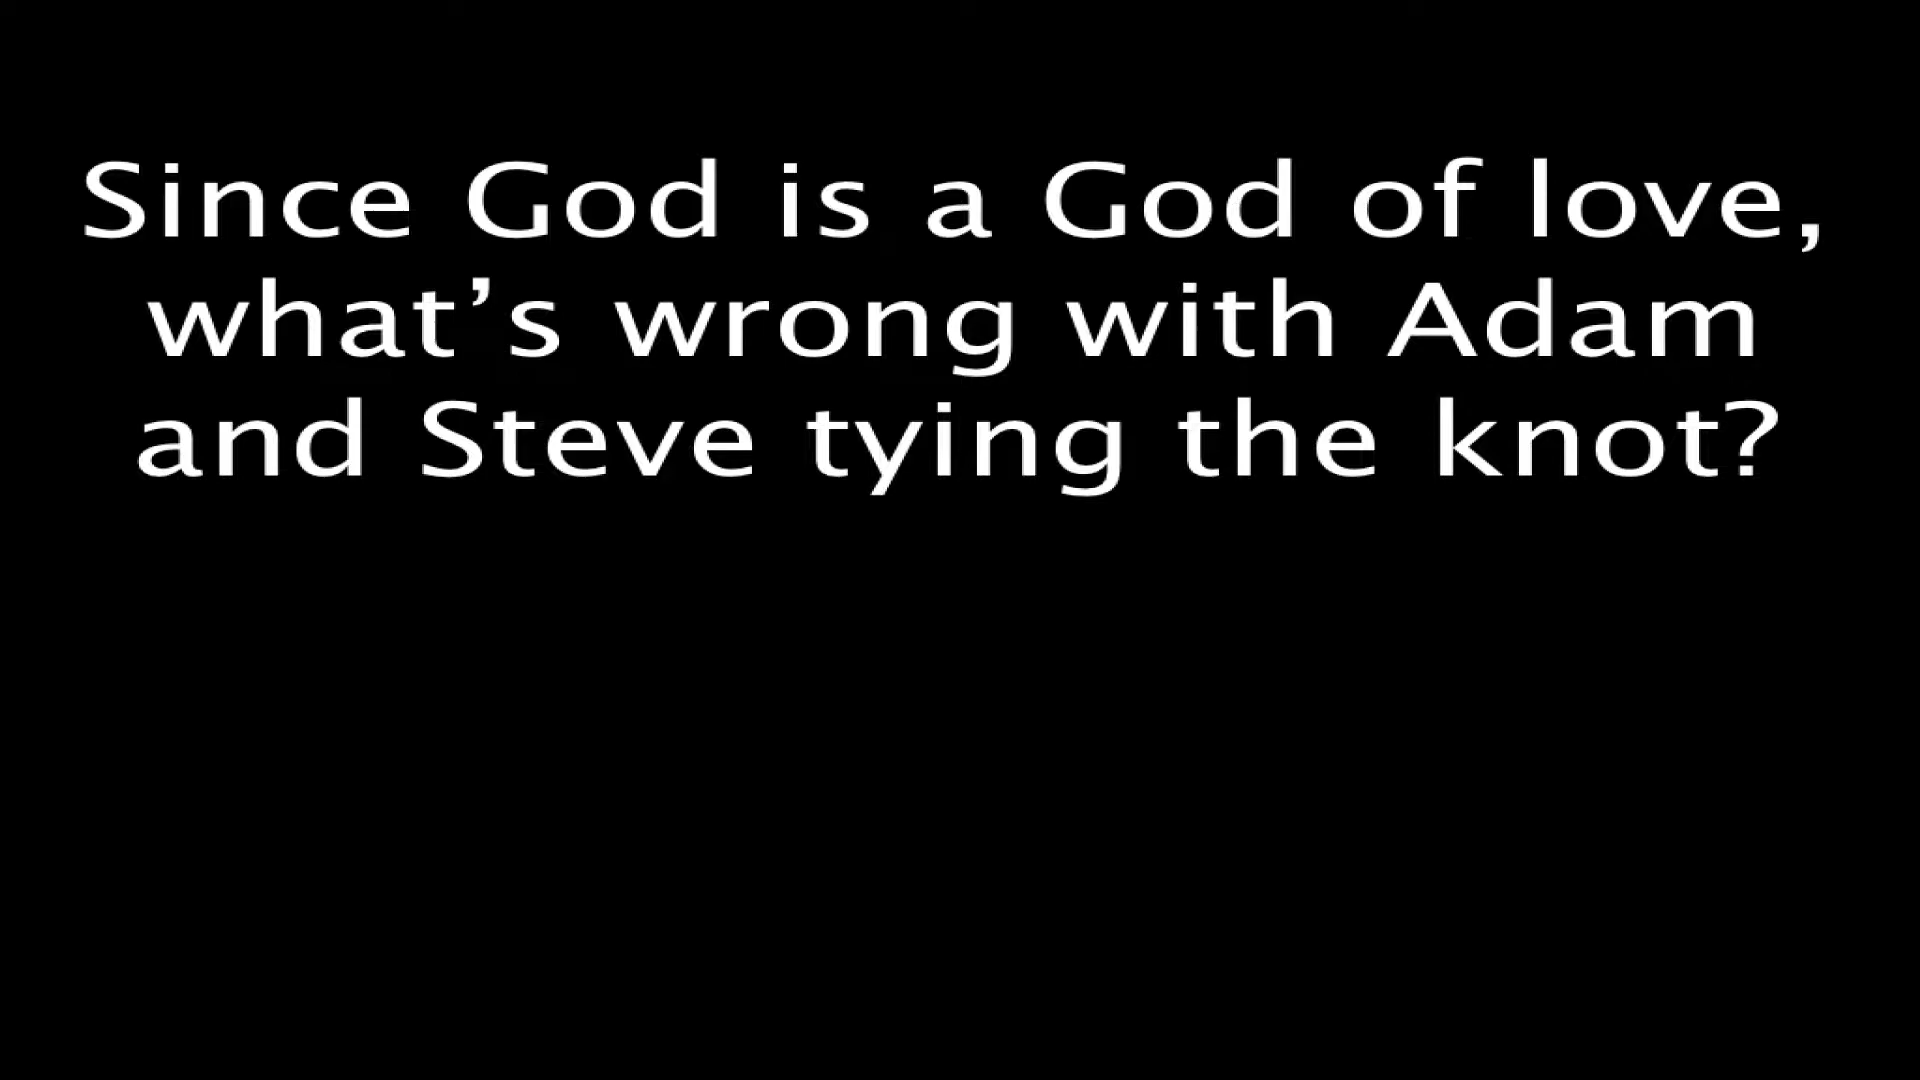 Since God is a God of love,
what’s wrong with Adam
and Steve tying the knot?